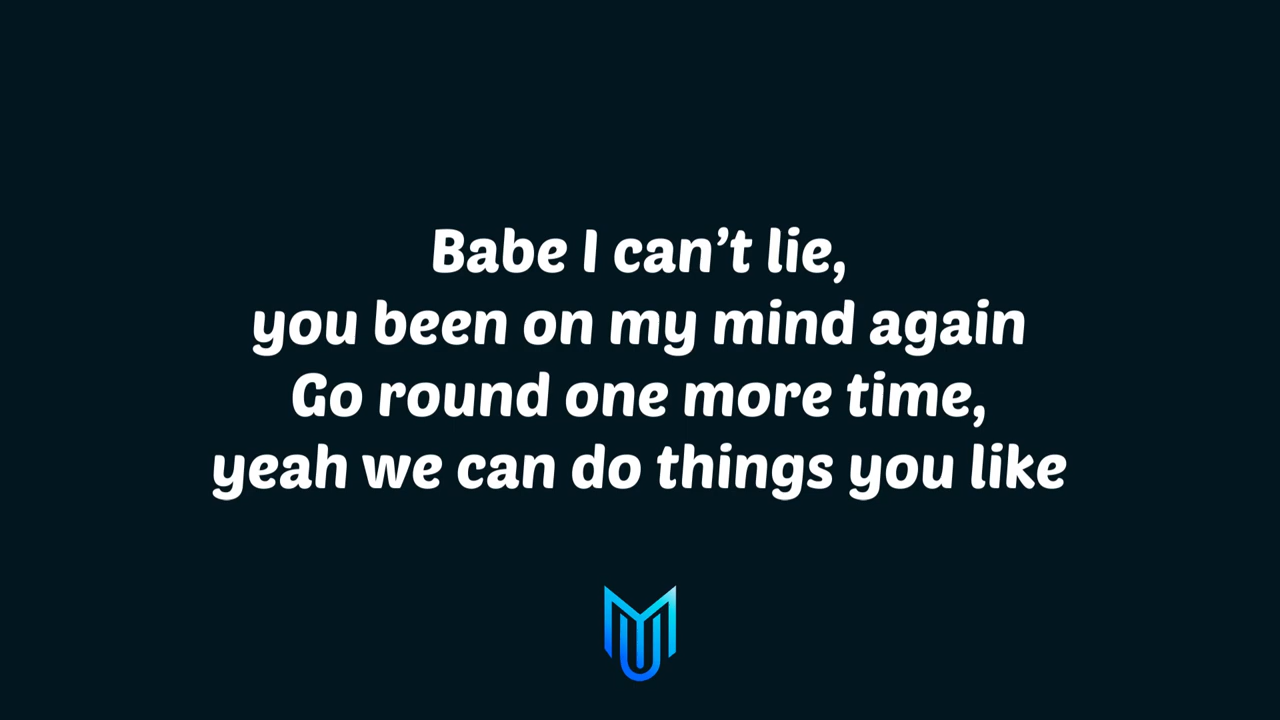 Babe I can’t lie,
you been on my mind again
Go round one more time,
yeah we can do things you like